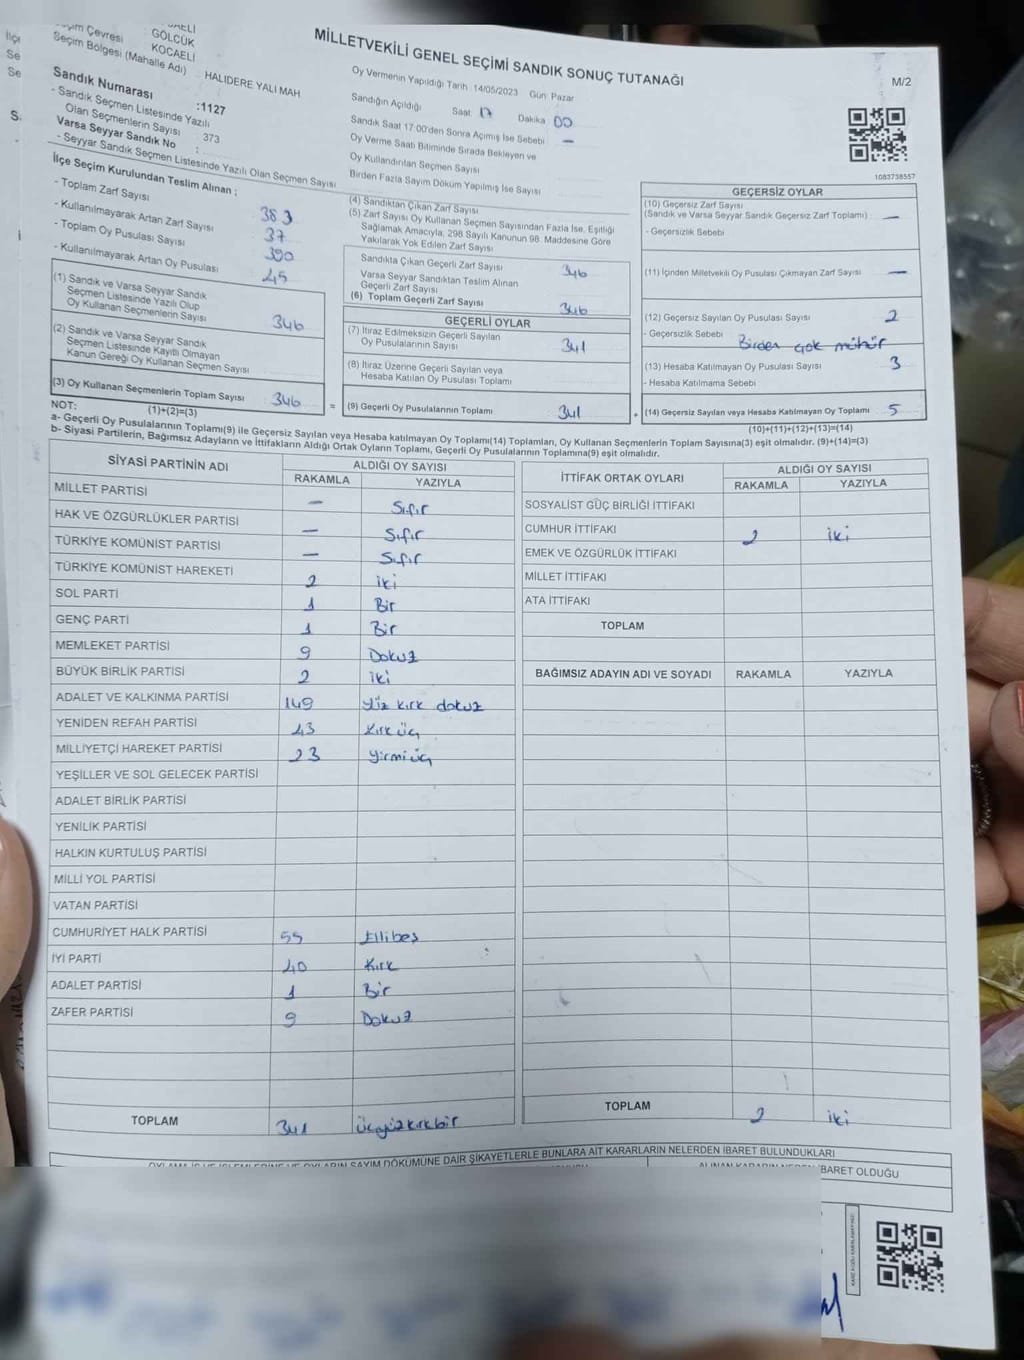 MİLLETVEKİLİ GENEL SEÇİMİ SANDIK SONUÇ TUTANAĞI
M/2
Seçim Çevresi KOCAELİ
GÖLCÜK
Seçim Bölgesi (Mahalle Adı) HALIDERE YALI MAH.
Sandık Numarası :1127
- Sandık Seçmen Listesinde Yazılı
Olan Seçmenlerin Sayısı 373
Varsa Seyyar Sandık No :
- Seyyar Sandık Seçmen Listesinde Yazılı Olan Seçmen Sayısı
Oy Vermenin Yapıldığı Tarih : 14/05/2023 Gün: Pazar
Sandığın Açıldığı Saat 17 Dakika 00
Sandık Saat 17:00'den Sonra Açımış İse Sebebi –
Oy Verme Saati Bitiminde Sırada Bekleyen ve
Oy Kullandırılan Seçmen Sayısı
Birden Fazla Sayım Döküm Yapılmış İse Sayısı
1083738557
İlçe Seçim Kurulundan Teslim Alınan ;
- Toplam Zarf Sayısı 383
- Kullanılmayarak Artan Zarf Sayısı 37
- Toplam Oy Pusulası Sayısı 390
- Kullanılmayarak Artan Oy Pusulası 45
(1) Sandık ve Varsa Seyyar Sandık
Seçmen Listesinde Yazılı Olup
Oy Kullanan Seçmenlerin Sayısı 346
(2) Sandık ve Varsa Seyyar Sandık
Seçmen Listesinde Kayıtlı Olmayan
Kanun Gereği Oy Kullanan Seçmen Sayısı
(3) Oy Kullanan Seçmenlerin Toplam Sayısı 346 =
(1)+(2)=(3)
(4) Sandıktan Çıkan Zarf Sayısı
(5) Zarf Sayısı Oy Kullanan Seçmen Sayısından Fazla İse, Eşitliği
Sağlamak Amacıyla, 298 Sayılı Kanunun 98. Maddesine Göre
Yakılarak Yok Edilen Zarf Sayısı
Sandıkta Çıkan Geçerli Zarf Sayısı 346
Varsa Seyyar Sandıktan Teslim Alınan
Geçerli Zarf Sayısı
(6) Toplam Geçerli Zarf Sayısı 346
GEÇERLİ OYLAR
(7) İtiraz Edilmeksizin Geçerli Sayılan
Oy Pusulalarının Sayısı 341
(8) İtiraz Üzerine Geçerli Sayılan veya
Hesaba Katılan Oy Pusulası Toplamı
(9) Geçerli Oy Pusulalarının Toplamı 341 +
GEÇERSİZ OYLAR
(10) Geçersiz Zarf Sayısı
(Sandık ve Varsa Seyyar Sandık Geçersiz Zarf Toplamı) –
- Geçersizlik Sebebi
(11) İçinden Milletvekili Oy Pusulası Çıkmayan Zarf Sayısı –
(12) Geçersiz Sayılan Oy Pusulası Sayısı 2
- Geçersizlik Sebebi Birden çok mühür
(13) Hesaba Katılmayan Oy Pusulası Sayısı 3
- Hesaba Katılmama Sebebi
(14) Geçersiz Sayılan veya Hesaba Katılmayan Oy Toplamı 5
(10)+(11)+(12)+(13)=(14)
NOT:
a- Geçerli Oy Pusulalarının Toplamı(9) ile Geçersiz Sayılan veya Hesaba katılmayan Oy Toplamı(14) Toplamları, Oy Kullanan Seçmenlerin Toplam Sayısına(3) eşit olmalıdır. (9)+(14)=(3)
b- Siyasi Partilerin, Bağımsız Adayların ve İttifakların Aldığı Ortak Oyların Toplamı, Geçerli Oy Pusulalarının Toplamına(9) eşit olmalıdır.
SİYASİ PARTİNİN ADI ALDIĞI OY SAYISI
RAKAMLA YAZIYLA
MİLLET PARTİSİ – Sıfır
HAK VE ÖZGÜRLÜKLER PARTİSİ – Sıfır
TÜRKİYE KOMÜNİST PARTİSİ – Sıfır
TÜRKİYE KOMÜNİST HAREKETİ 2 iki
SOL PARTİ 1 Bir
GENÇ PARTİ 1 Bir
MEMLEKET PARTİSİ 9 Dokuz
BÜYÜK BİRLİK PARTİSİ 2 iki
ADALET VE KALKINMA PARTİSİ 149 yüz kırk dokuz
YENİDEN REFAH PARTİSİ 43 Kırk üç
MİLLİYETÇİ HAREKET PARTİSİ 23 yirmi üç
YEŞİLLER VE SOL GELECEK PARTİSİ
ADALET BİRLİK PARTİSİ
YENİLİK PARTİSİ
HALKIN KURTULUŞ PARTİSİ
MİLLİ YOL PARTİSİ
VATAN PARTİSİ
CUMHURİYET HALK PARTİSİ 55 Ellibeş
İYİ PARTİ 40 Kırk
ADALET PARTİSİ 1 Bir
ZAFER PARTİSİ 9 Dokuz
TOPLAM 341 üçyüzkırkbir
İTTİFAK ORTAK OYLARI ALDIĞI OY SAYISI
RAKAMLA YAZIYLA
SOSYALİST GÜÇ BİRLİĞİ İTTİFAKI
CUMHUR İTTİFAKI 2 iki
EMEK VE ÖZGÜRLÜK İTTİFAKI
MİLLET İTTİFAKI
ATA İTTİFAKI
TOPLAM
BAĞIMSIZ ADAYIN ADI VE SOYADI RAKAMLA YAZIYLA
TOPLAM 2 iki
SAYIM DÖKÜMÜNE DAİR ŞİKAYETLERLE BUNLARA AİT KARARLARIN NELERDEN İBARET BULUNDUKLARI
İBARET OLDUĞU